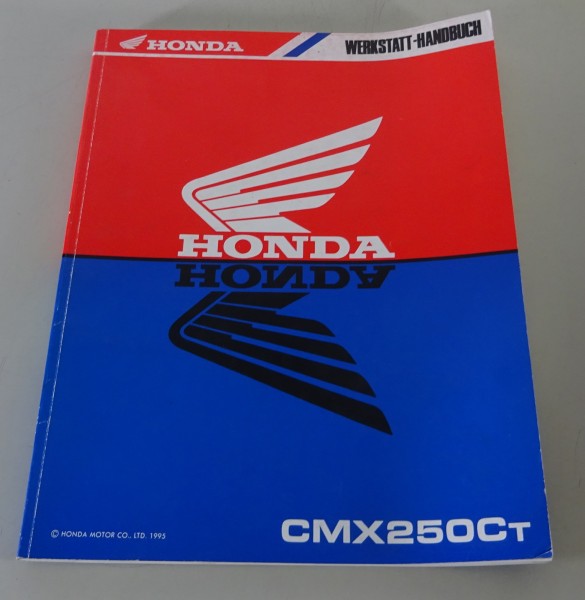 HONDA
WERKSTATT-HANDBUCH
HONDA
HONDA
© HONDA MOTOR CO., LTD. 1995
CMX250CT